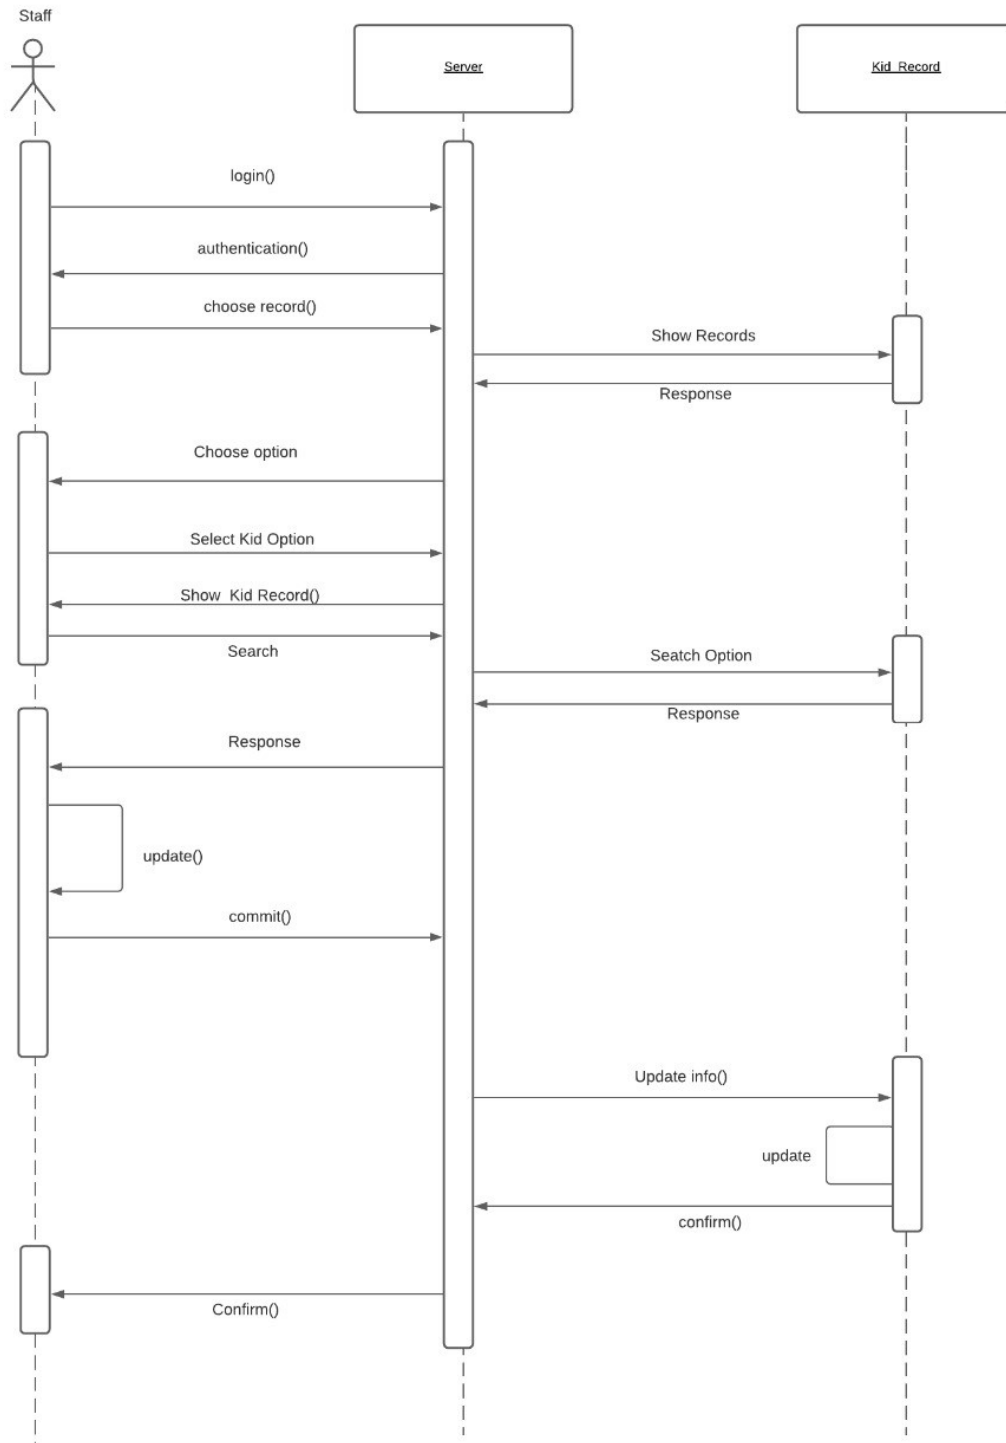 Staff
Server
Kid_Record
login()
authentication()
choose record()
Show Records
Response
Choose option
Select Kid Option
Show Kid Record()
Search
Seatch Option
Response
Response
update()
commit()
Update info()
update
confirm()
Confirm()